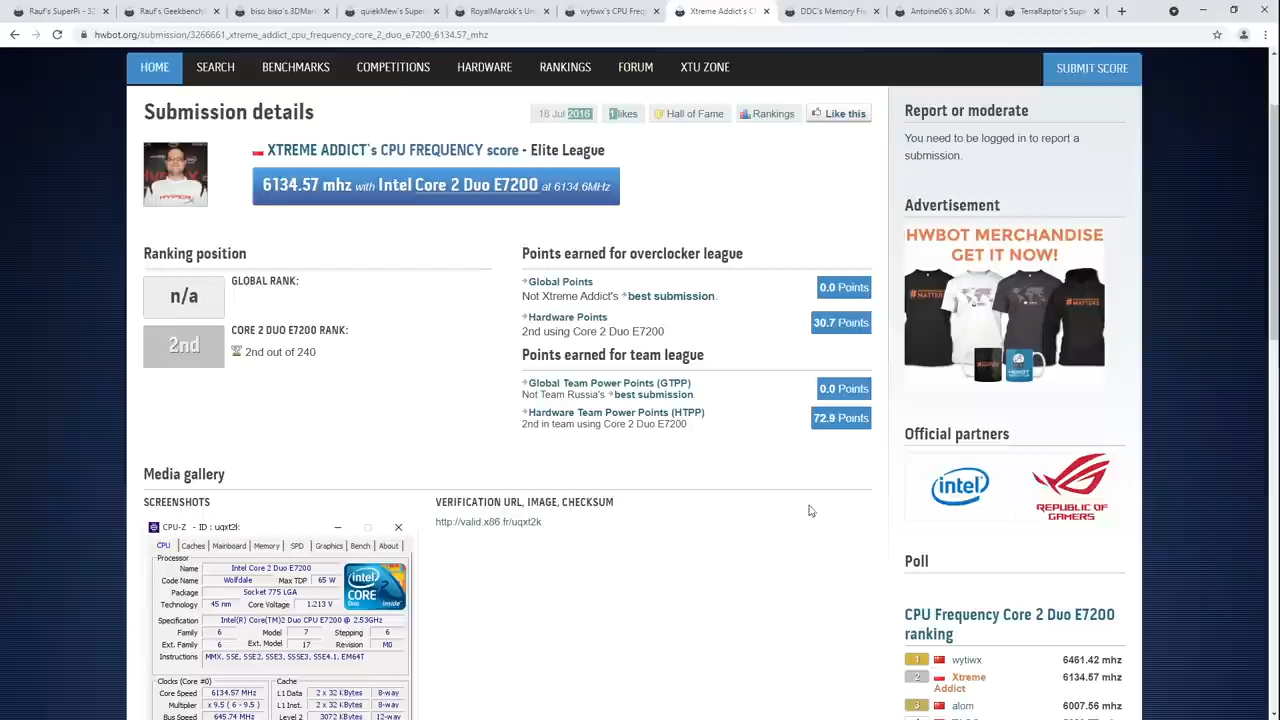 Rauf's SuperPi - 32
Rauf's Geekbench
biso biso's 3DMar
quiekMew's Super
RoyalMarokk's Un
wytiwx's CPU Freq
Xtreme Addict's C
DDC's Memory Fre
Antoine06's 3DMa
TerraRaptor's Supe
hwbot.org/submission/3266661_xtreme_addict_cpu_frequency_core_2_duo_e7200_6134.57_mhz
HOME SEARCH BENCHMARKS COMPETITIONS HARDWARE RANKINGS FORUM XTU ZONE SUBMIT SCORE
Submission details
18 Jul 2016 1 likes Hall of Fame Rankings Like this
XTREME ADDICT`s CPU FREQUENCY score - Elite League
6134.57 mhz with Intel Core 2 Duo E7200 at 6134.6MHz
Ranking position
n/a
GLOBAL RANK:
2nd
CORE 2 DUO E7200 RANK:
2nd out of 240
Points earned for overclocker league
Global Points
Not Xtreme Addict's best submission.
0.0 Points
Hardware Points
2nd using Core 2 Duo E7200
30.7 Points
Points earned for team league
Global Team Power Points (GTPP)
Not Team Russia's best submission.
0.0 Points
Hardware Team Power Points (HTPP)
2nd in team using Core 2 Duo E7200
72.9 Points
Media gallery
SCREENSHOTS
VERIFICATION URL, IMAGE, CHECKSUM
http://valid.x86.fr/uqxt2k
CPU-Z - ID : uqxt2k
CPU Caches Mainboard Memory SPD Graphics Bench About
Processor
Name Intel Core 2 Duo E7200
Code Name Wolfdale Max TDP 65 W
Package Socket 775 LGA
Technology 45 nm Core Voltage 1.213 V
intel
CORE
Duo inside
Specification Intel(R) Core(TM)2 Duo CPU E7200 @ 2.53GHz
Family 6 Model 7 Stepping 6
Ext. Family 6 Ext. Model 17 Revision M0
Instructions MMX, SSE, SSE2, SSE3, SSSE3, SSE4.1, EM64T
Clocks (Core #0)
Core Speed 6134.57 MHz
Multiplier x 9.5 ( 6 - 9.5 )
Bus Speed 645.74 MHz
Cache
L1 Data 2 x 32 KBytes 8-way
L1 Inst. 2 x 32 KBytes 8-way
Level 2 3072 KBytes 12-way
Report or moderate
You need to be logged in to report a
submission.
Advertisement
HWBOT MERCHANDISE
GET IT NOW!
Official partners
intel
REPUBLIC OF
GAMERS
Poll
CPU Frequency Core 2 Duo E7200
ranking
1 wytiwx 6461.42 mhz
2 Xtreme
Addict 6134.57 mhz
3 alom 6007.56 mhz